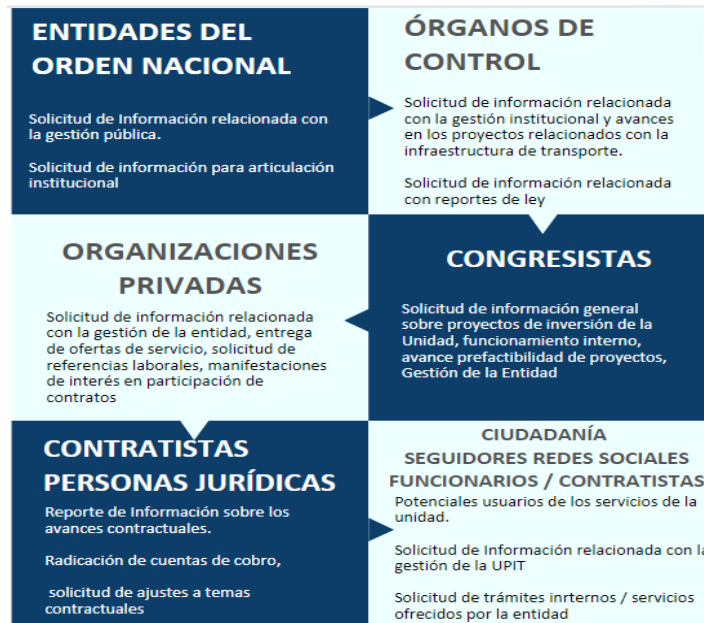 ENTIDADES DEL
ORDEN NACIONAL
Solicitud de Información relacionada con
la gestión pública.
Solicitud de información para articulación
institucional
ÓRGANOS DE
CONTROL
Solicitud de información relacionada
con la gestión institucional y avances
en los proyectos relacionados con la
infraestructura de transporte.
Solicitud de información relacionada
con reportes de ley
ORGANIZACIONES
PRIVADAS
Solicitud de información relacionada
con la gestión de la entidad, entrega
de ofertas de servicio, solicitud de
referencias laborales, manifestaciones
de interés en participación de
contratos
CONGRESISTAS
Solicitud de información general
sobre proyectos de inversión de la
Unidad, funcionamiento interno,
avance prefactibilidad de proyectos,
Gestión de la Entidad
CONTRATISTAS
PERSONAS JURÍDICAS
Reporte de Información sobre los
avances contractuales.
Radicación de cuentas de cobro,
solicitud de ajustes a temas
contractuales
CIUDADANÍA
SEGUIDORES REDES SOCIALES
FUNCIONARIOS / CONTRATISTAS
Potenciales usuarios de los servicios de la
unidad.
Solicitud de Información relacionada con la
gestión de la UPIT
Solicitud de trámites inrternos / servicios
ofrecidos por la entidad